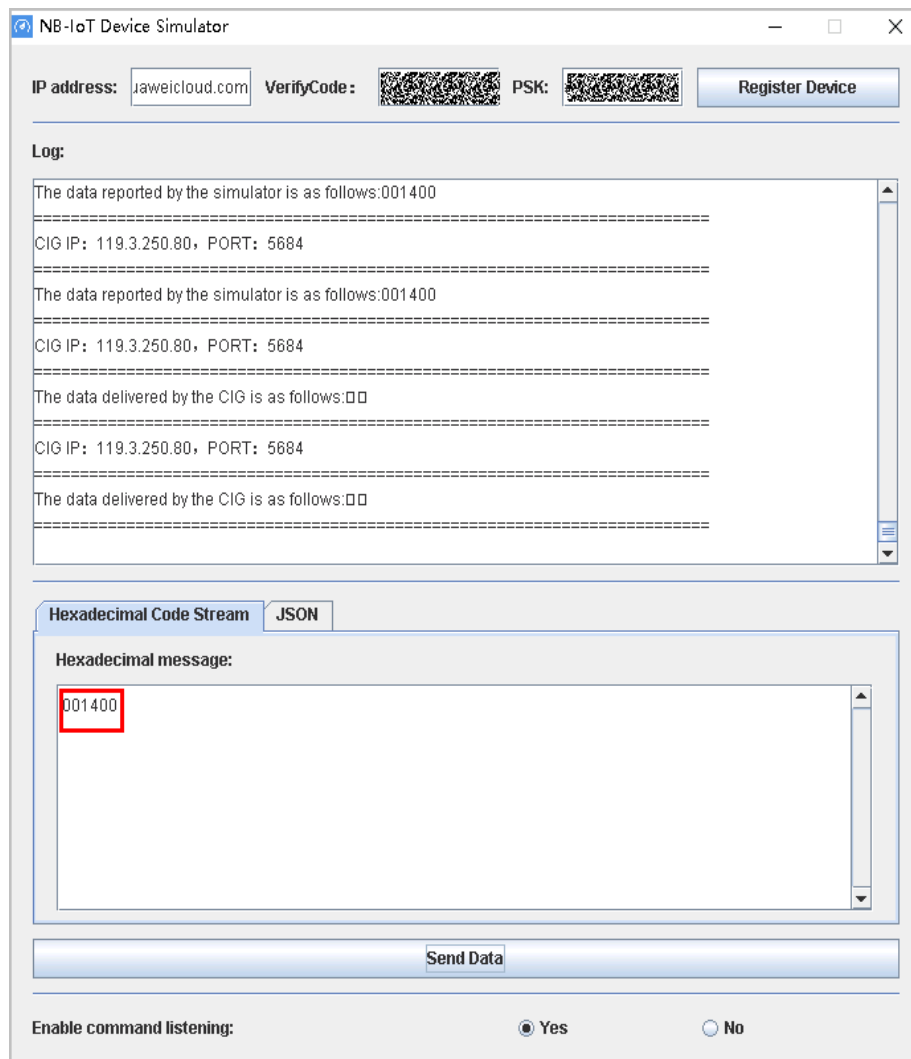 NB-IoT Device Simulator
IP address: uaweicloud.com VerifyCode： PSK: Register Device
Log:
The data reported by the simulator is as follows:001400
==========================================================================
CIG IP：119.3.250.80，PORT：5684
==========================================================================
The data reported by the simulator is as follows:001400
==========================================================================
CIG IP：119.3.250.80，PORT：5684
==========================================================================
The data delivered by the CIG is as follows:□□
==========================================================================
CIG IP：119.3.250.80，PORT：5684
==========================================================================
The data delivered by the CIG is as follows:□□
==========================================================================
Hexadecimal Code Stream JSON
Hexadecimal message:
001400
Send Data
Enable command listening: Yes No